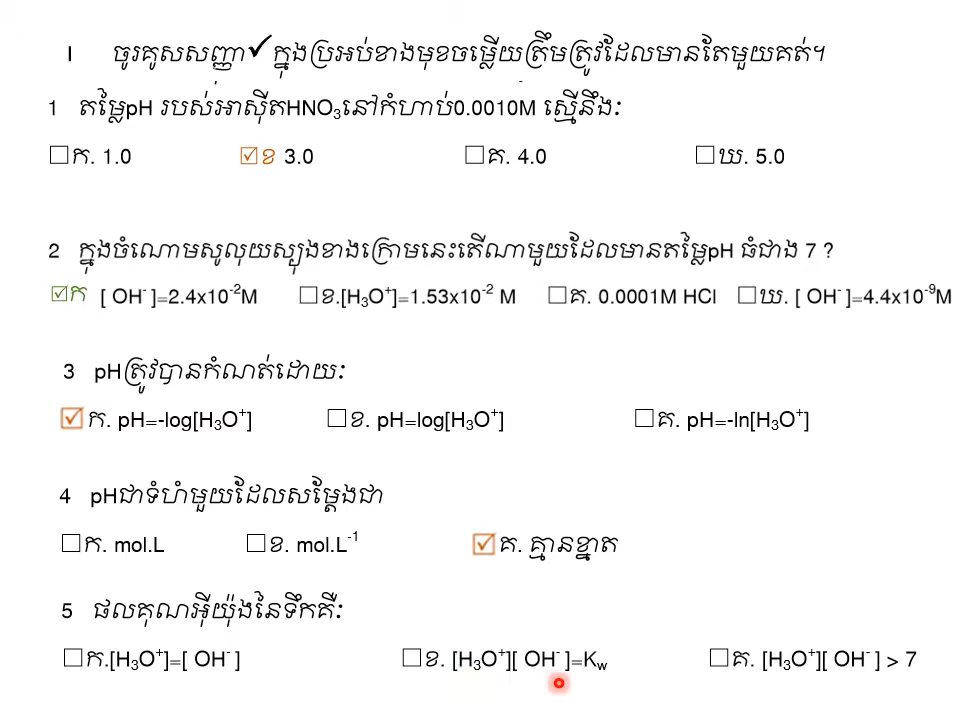 I ចូរគូសសញ្ញា✓ក្នុងប្រអប់ខាងមុខចម្លើយត្រឹមត្រូវដែលមានតែមួយគត់។
1 តម្លៃpH របស់អាស៊ីតHNO₃នៅកំហាប់0.0010M ស្មើនឹងៈ
☐ក. 1.0 ☑ខ 3.0 ☐គ. 4.0 ☐ឃ. 5.0
2 ក្នុងចំណោមសូលុយស្យុងខាងក្រោមនេះតើណាមួយដែលមានតម្លៃpH ធំជាង 7 ?
☑ក [ OH⁻ ]=2.4x10⁻²M ☐ខ.[H₃O⁺]=1.53x10⁻² M ☐គ. 0.0001M HCl ☐ឃ. [ OH⁻ ]=4.4x10⁻⁹M
3 pHត្រូវបានកំណត់ដោយៈ
☑ក. pH=-log[H₃O⁺] ☐ខ. pH=log[H₃O⁺] ☐គ. pH=-ln[H₃O⁺]
4 pHជាទំហំមួយដែលសម្តែងជា
☐ក. mol.L ☐ខ. mol.L⁻¹ ☑គ. គ្មានខ្នាត
5 ផលគុណអ៊ីយ៉ុងនៃទឹកគឺៈ
☐ក.[H₃O⁺]=[ OH⁻ ] ☐ខ. [H₃O⁺][ OH⁻ ]=Kw ☐គ. [H₃O⁺][ OH⁻ ] > 7